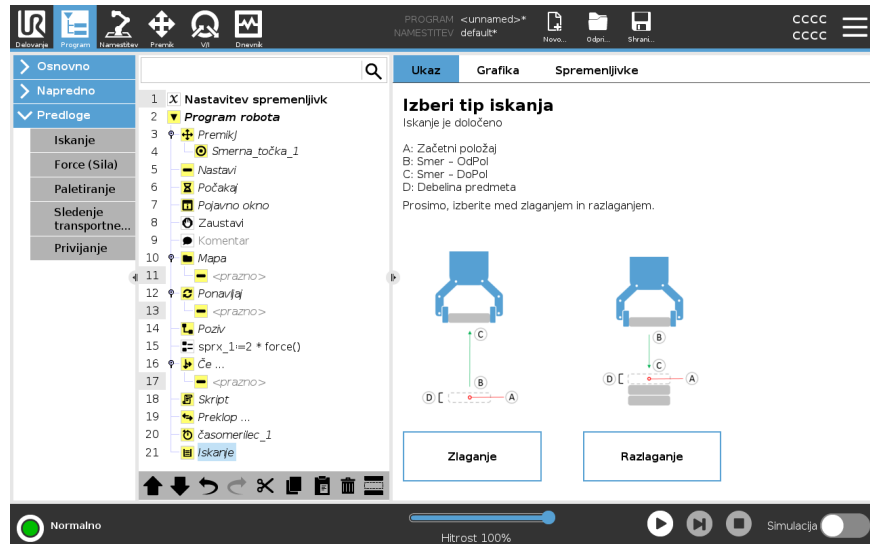 PROGRAM <unnamed>*
NAMESTITEV default*
cccc
cccc
Delovanje
Program
Namestitev
Premik
V/I
Dnevnik
Novo...
Odpri...
Shrani...
Osnovno
Napredno
Predloge
Iskanje
Force (Sila)
Paletiranje
Sledenje
transportne...
Privijanje
1 X Nastavitev spremenljivk
2 Program robota
3 PremikJ
4 Smerna_točka_1
5 Nastavi
6 Počakaj
7 Pojavno okno
8 Zaustavi
9 Komentar
10 Mapa
11 <prazno>
12 Ponavljaj
13 <prazno>
14 Poziv
15 sprx_1:=2 * force()
16 Če ...
17 <prazno>
18 Skript
19 Preklop ...
20 časomerilec_1
21 Iskanje
Ukaz
Grafika
Spremenljivke
Izberi tip iskanja
Iskanje je določeno
A: Začetni položaj
B: Smer - OdPol
C: Smer - DoPol
D: Debelina predmeta
Prosimo, izberite med zlaganjem in razlaganjem.
C
B
D
A
B
C
D
A
Zlaganje
Razlaganje
Normalno
Hitrost 100%
Simulacija